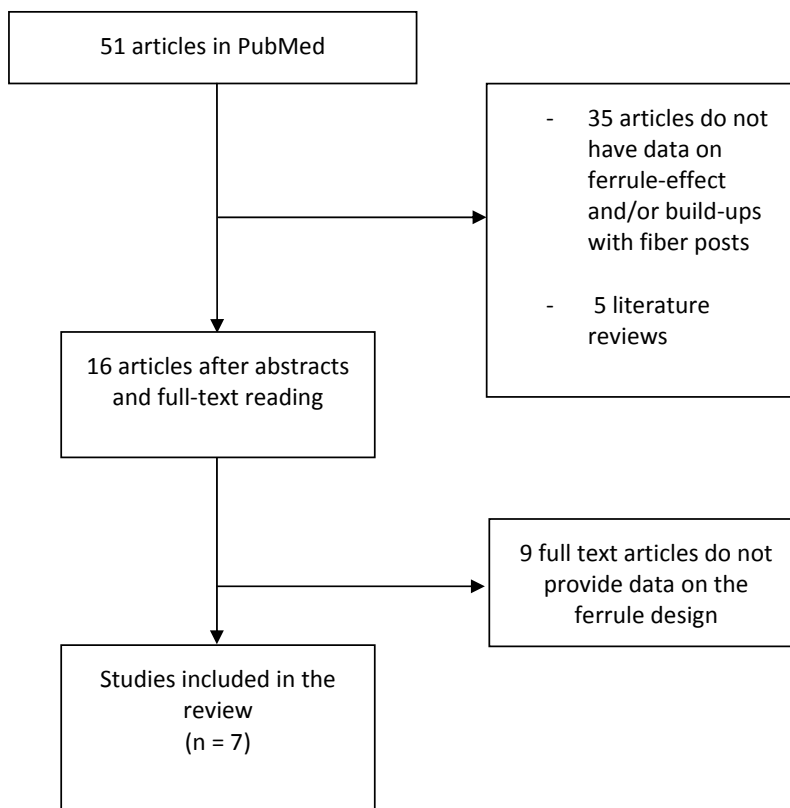 51 articles in PubMed
- 35 articles do not
have data on
ferrule-effect
and/or build-ups
with fiber posts
- 5 literature
reviews
16 articles after abstracts
and full-text reading
9 full text articles do not
provide data on the
ferrule design
Studies included in the
review
(n = 7)